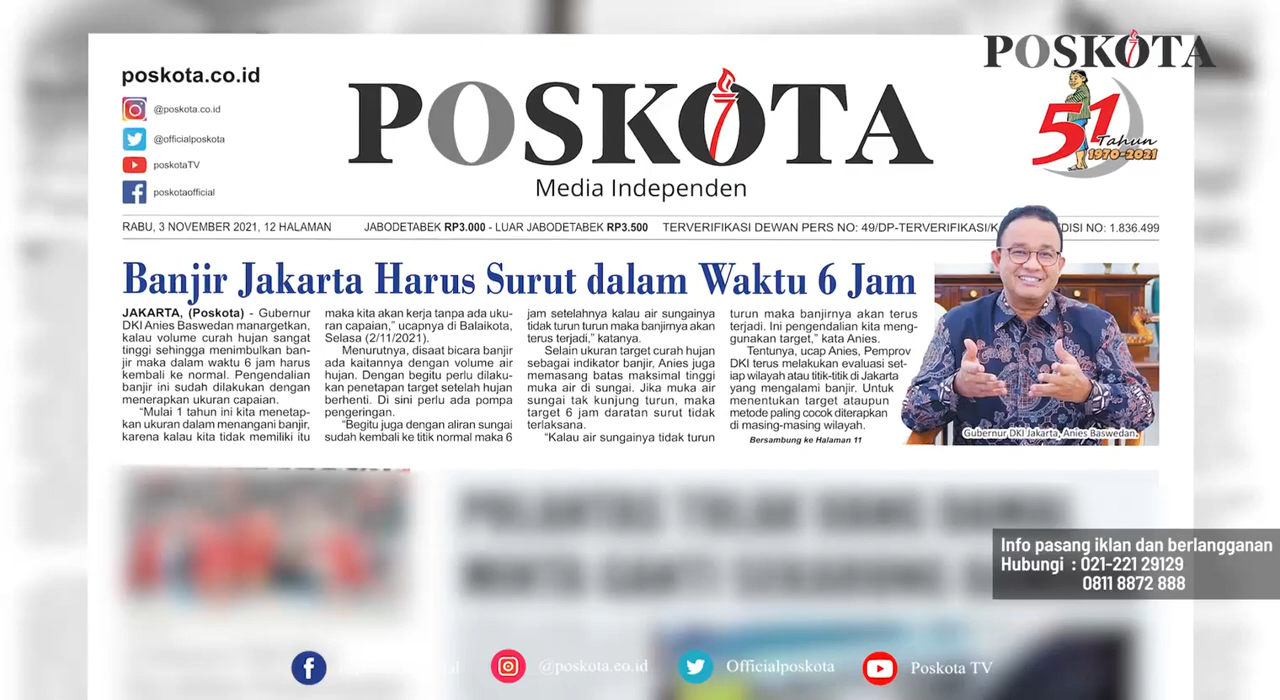 poskota.co.id
@poskota.co.id
@officialposkota
poskotaTV
poskotaofficial
POSKOTA
Media Independen
POSKOTA
51
Tahun
1970-2021
RABU, 3 NOVEMBER 2021, 12 HALAMAN
JABODETABEK RP3.000 - LUAR JABODETABEK RP3.500
TERVERIFIKASI DEWAN PERS NO: 49/DP-TERVERIFIKASI/K
DISI NO: 1.836.499
Banjir Jakarta Harus Surut dalam Waktu 6 Jam
JAKARTA, (Poskota) - Gubernur
DKI Anies Baswedan manargetkan,
kalau volume curah hujan sangat
tinggi sehingga menimbulkan ban-
jir maka dalam waktu 6 jam harus
kembali ke normal. Pengendalian
banjir ini sudah dilakukan dengan
menerapkan ukuran capaian.
“Mulai 1 tahun ini kita menetap-
kan ukuran dalam menangani banjir,
karena kalau kita tidak memiliki itu
maka kita akan kerja tanpa ada uku-
ran capaian,” ucapnya di Balaikota,
Selasa (2/11/2021).
Menurutnya, disaat bicara banjir
ada kaitannya dengan volume air
hujan. Dengan begitu perlu dilaku-
kan penetapan target setelah hujan
berhenti. Di sini perlu ada pompa
pengeringan.
“Begitu juga dengan aliran sungai
sudah kembali ke titik normal maka 6
jam setelahnya kalau air sungainya
tidak turun turun maka banjirnya akan
terus terjadi,” katanya.
Selain ukuran target curah hujan
sebagai indikator banjir, Anies juga
memasang batas maksimal tinggi
muka air di sungai. Jika muka air
sungai tak kunjung turun, maka
target 6 jam daratan surut tidak
terlaksana.
“Kalau air sungainya tidak turun
turun maka banjirnya akan terus
terjadi. Ini pengendalian kita meng-
gunakan target,” kata Anies.
Tentunya, ucap Anies, Pemprov
DKI terus melakukan evaluasi set-
iap wilayah atau titik-titik di Jakarta
yang mengalami banjir. Untuk
menentukan target ataupun
metode paling cocok diterapkan
di masing-masing wilayah.
Bersambung ke Halaman 11
Gubernur DKI Jakarta, Anies Baswedan.
Info pasang iklan dan berlangganan
Hubungi : 021-221 29129
0811 8872 888
@poskota.co.id
Officialposkota
Poskota TV